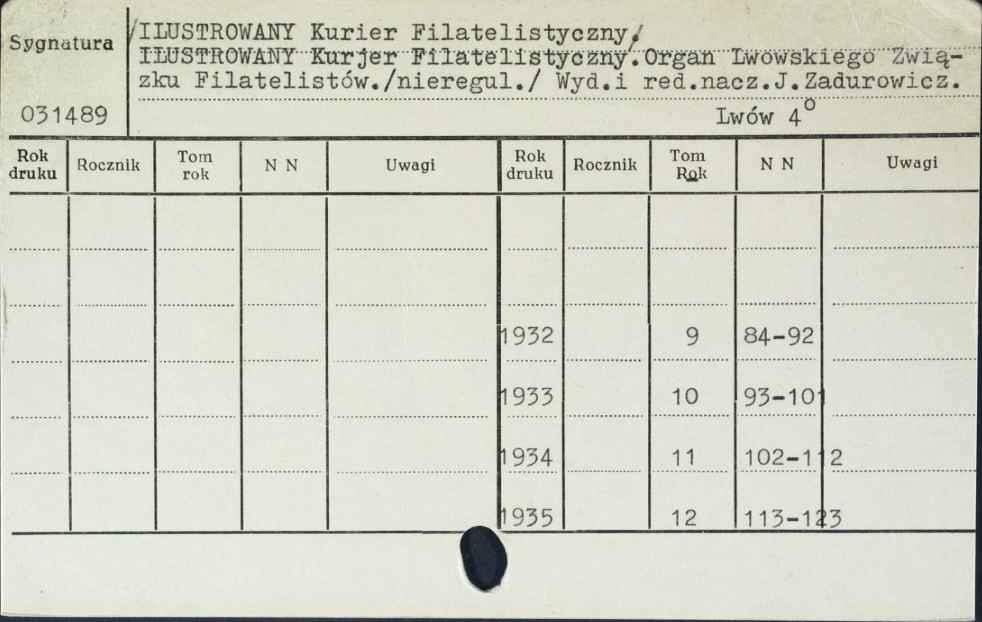 Sygnatura
/ILUSTROWANY Kurier Filatelistyczny/
ILUSTROWANY Kurjer Filatelistyczny.Organ Lwowskiego Zwią-
zku Filatelistów./nieregul./ Wyd.i red.nacz.J.Zadurowicz.
031489 Lwów 4°
Rok druku Rocznik Tom rok N N Uwagi Rok druku Rocznik Tom Rok N N Uwagi
1932 9 84-92
1933 10 93-101
1934 11 102-112
1935 12 113-123